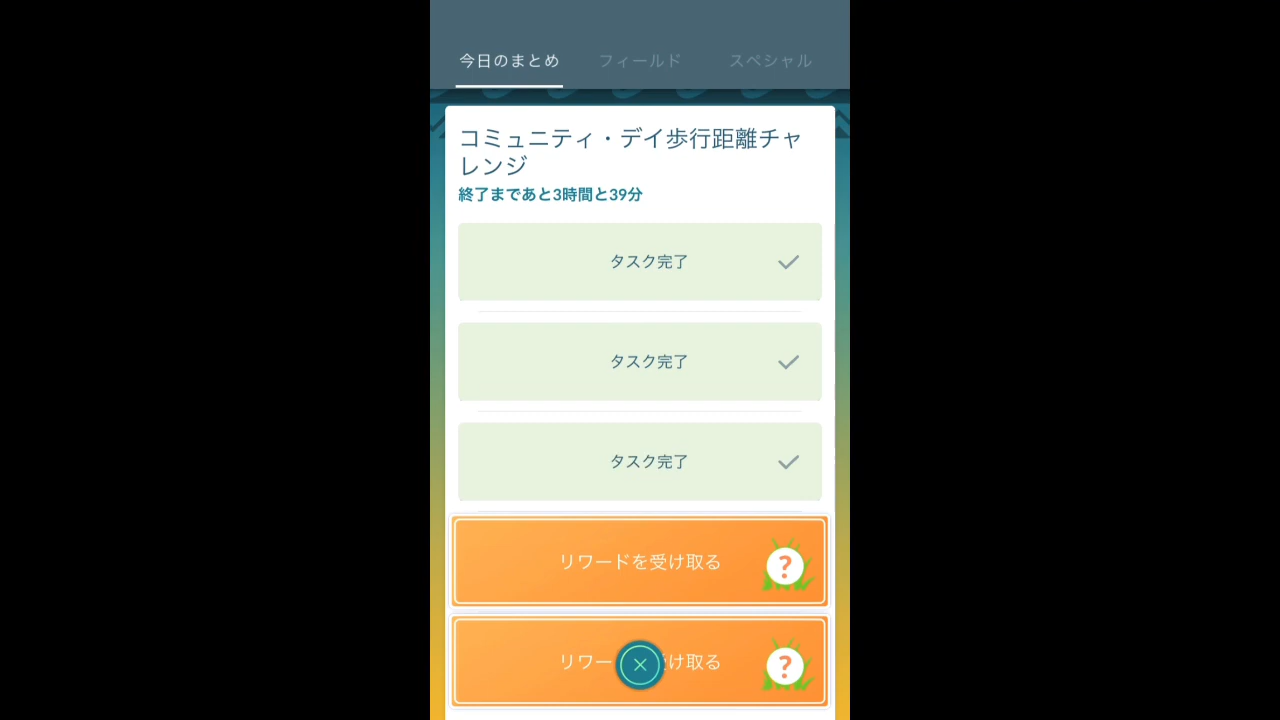 今日のまとめ フィールド スペシャル
コミュニティ・デイ歩行距離チャ
レンジ
終了まであと3時間と39分
タスク完了
タスク完了
タスク完了
リワードを受け取る
?
リワー け取る
?